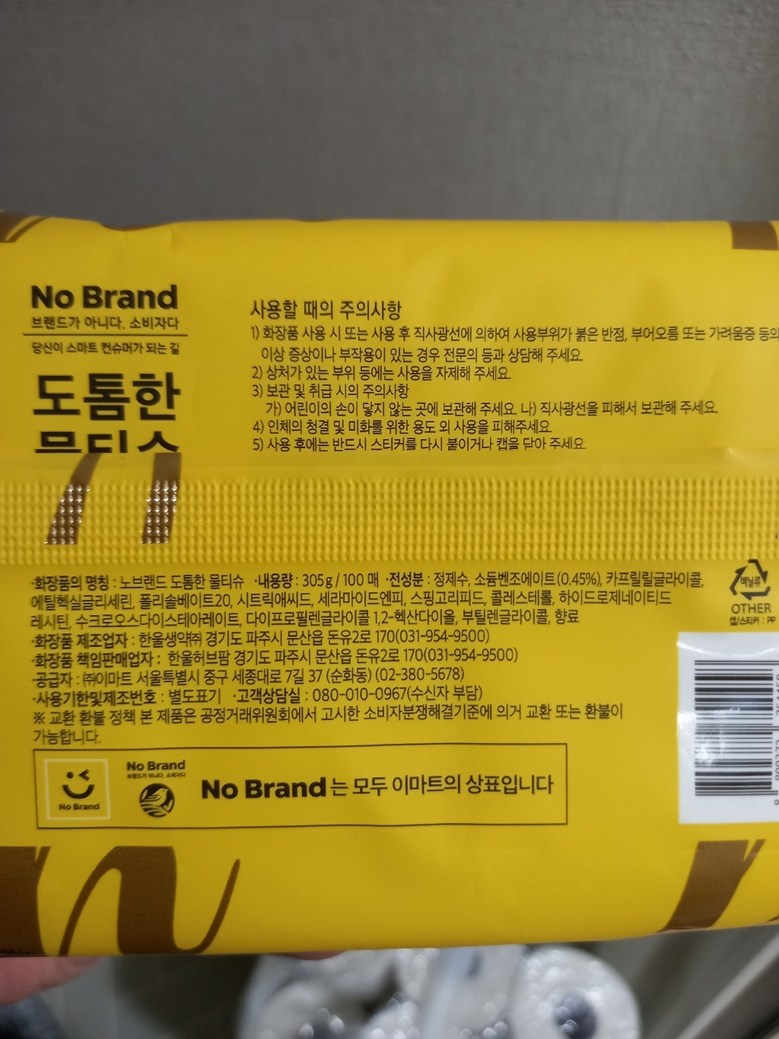 No Brand
브랜드가 아니다. 소비자다
당신이 스마트 컨슈머가 되는 길
도톰한
물티슈
사용할 때의 주의사항
1) 화장품 사용 시 또는 사용 후 직사광선에 의하여 사용부위가 붉은 반점, 부어오름 또는 가려움증 등의
이상 증상이나 부작용이 있는 경우 전문의 등과 상담해 주세요.
2) 상처가 있는 부위 등에는 사용을 자제해 주세요.
3) 보관 및 취급 시의 주의사항
가) 어린이의 손이 닿지 않는 곳에 보관해 주세요. 나) 직사광선을 피해서 보관해 주세요.
4) 인체의 청결 및 미화를 위한 용도 외 사용을 피해주세요.
5) 사용 후에는 반드시 스티커를 다시 붙이거나 캡을 닫아 주세요.
·화장품의 명칭 : 노브랜드 도톰한 물티슈 ·내용량 : 305g / 100 매 ·전성분 : 정제수, 소듐벤조에이트(0.45%), 카프릴릴글라이콜,
에틸헥실글리세린, 폴리솔베이트20, 시트릭애씨드, 세라마이드엔피, 스핑고리피드, 콜레스테롤, 하이드로제네이티드
레시틴, 수크로오스다이스테아레이트, 다이프로필렌글라이콜 1,2-헥산다이올, 부틸렌글라이콜, 향료
·화장품 제조업자 : 한울생약㈜ 경기도 파주시 문산읍 돈유2로 170(031-954-9500)
·화장품 책임판매업자 : 한울허브팜 경기도 파주시 문산읍 돈유2로 170(031-954-9500)
·공급자 : ㈜이마트 서울특별시 중구 세종대로 7길 37 (순화동) (02-380-5678)
·사용기한및제조번호 : 별도표기 ·고객상담실 : 080-010-0967(수신자 부담)
※ 교환 환불 정책 본 제품은 공정거래위원회에서 고시한 소비자분쟁해결기준에 의거 교환 또는 환불이
가능합니다.
비닐류
OTHER
캡/스티커 : PP
No Brand
No Brand
브랜드가 아니다. 소비자다
No Brand는 모두 이마트의 상표입니다